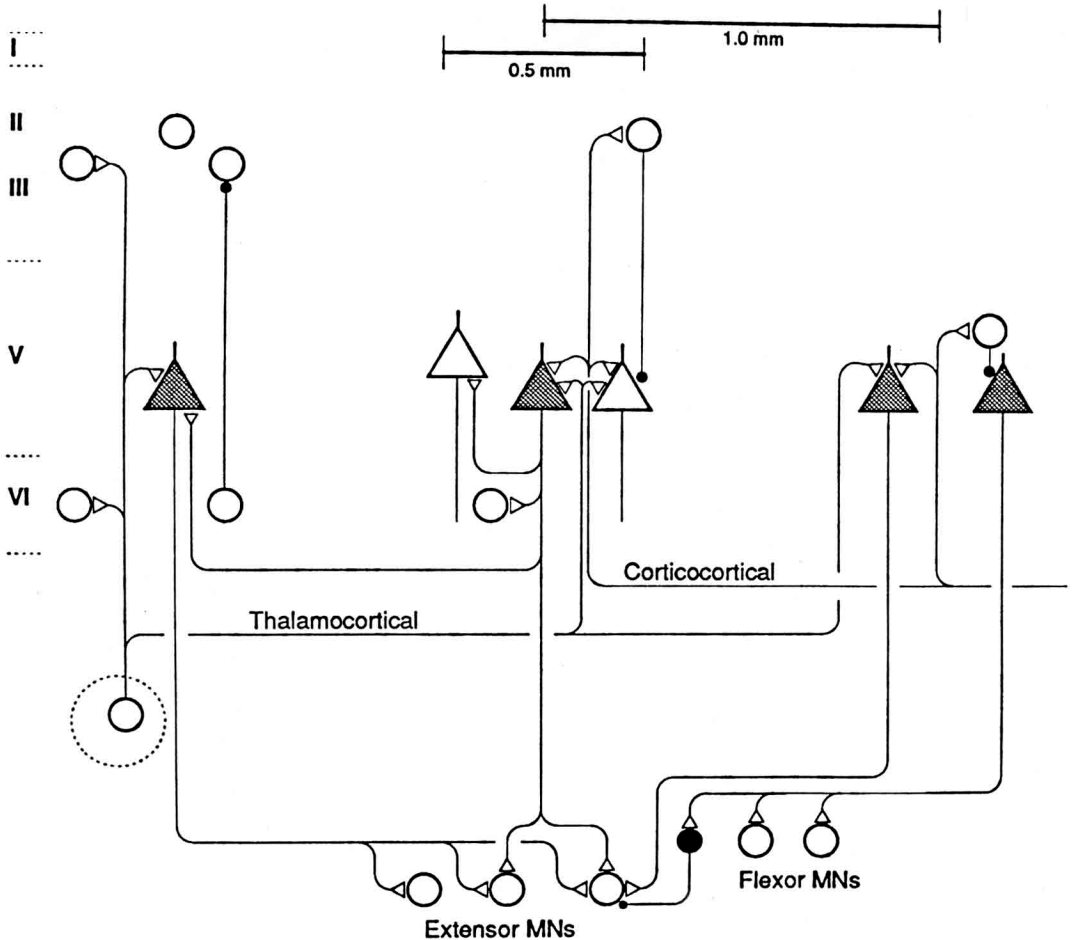 1.0 mm
0.5 mm
I
II
III
V
VI
Corticocortical
Thalamocortical
Flexor MNs
Extensor MNs